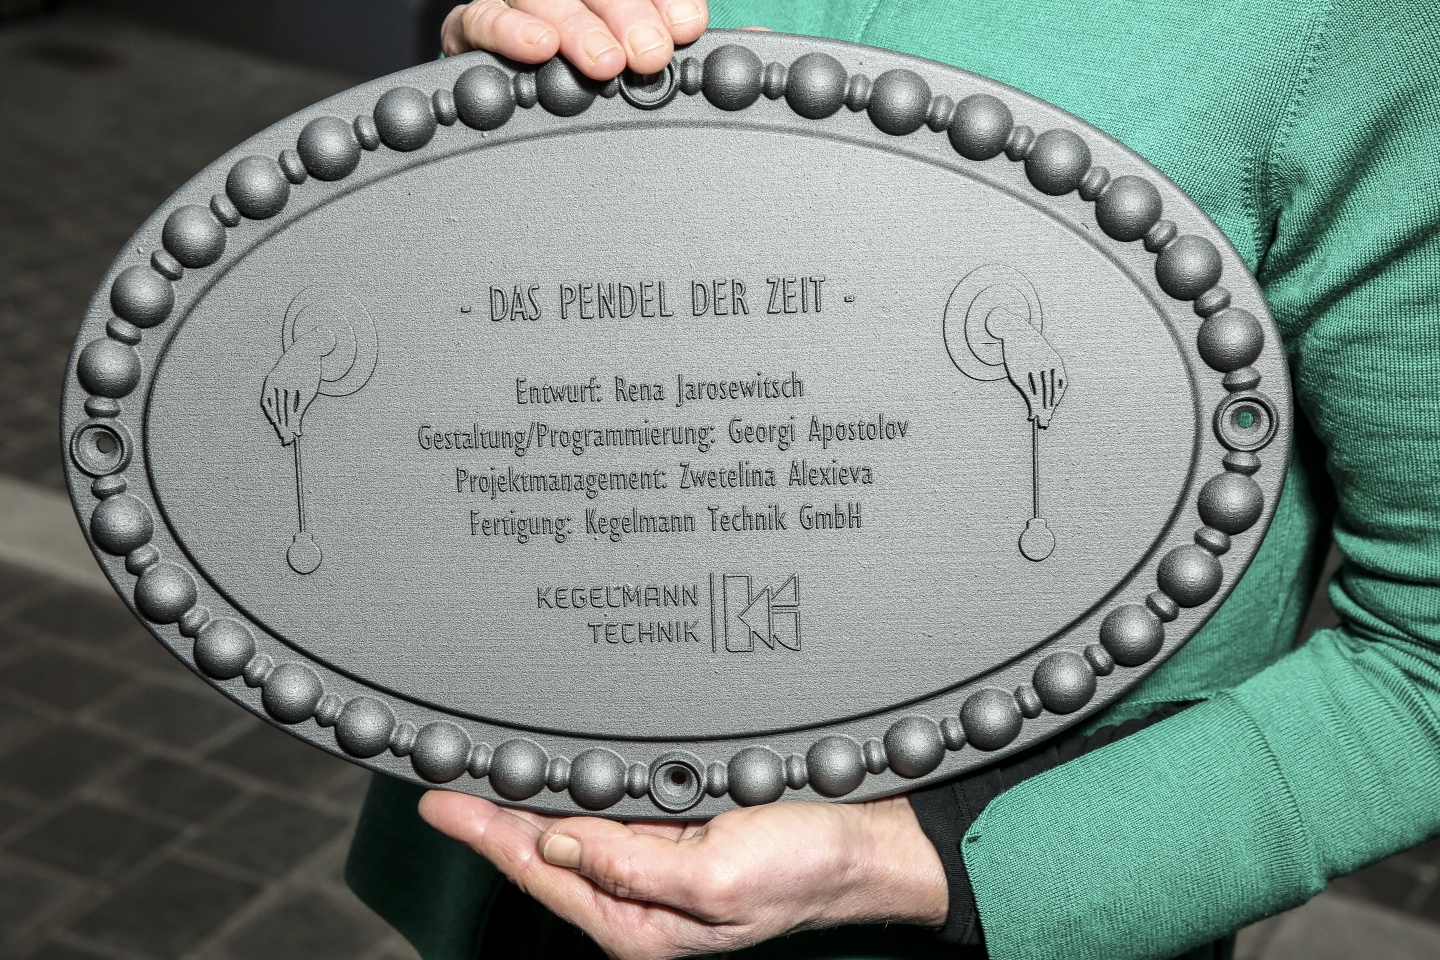 - DAS PENDEL DER ZEIT -
Entwurf: Rena Jarosewitsch
Gestaltung/Programmierung: Georgi Apostolov
Projektmanagement: Zwetelina Alexieva
Fertigung: Kegelmann Technik GmbH
KEGELMANN
TECHNIK